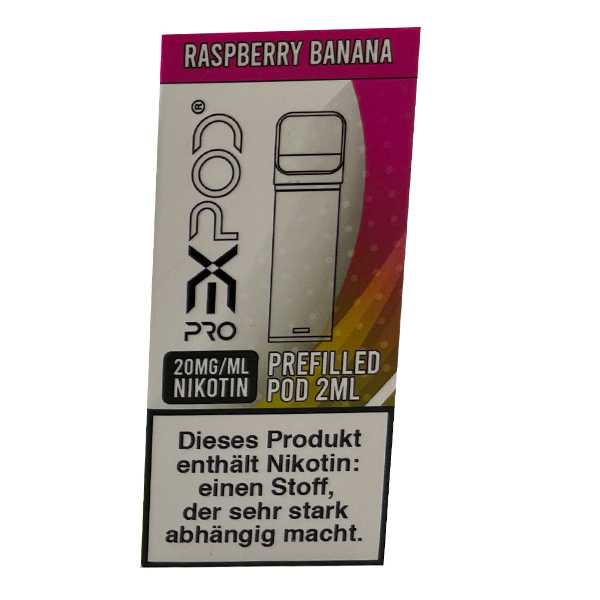 RASPBERRY BANANA
EXPOD®
PRO
20MG/ML
NIKOTIN
PREFILLED
POD 2ML
Dieses Produkt
enthält Nikotin:
einen Stoff,
der sehr stark
abhängig macht.